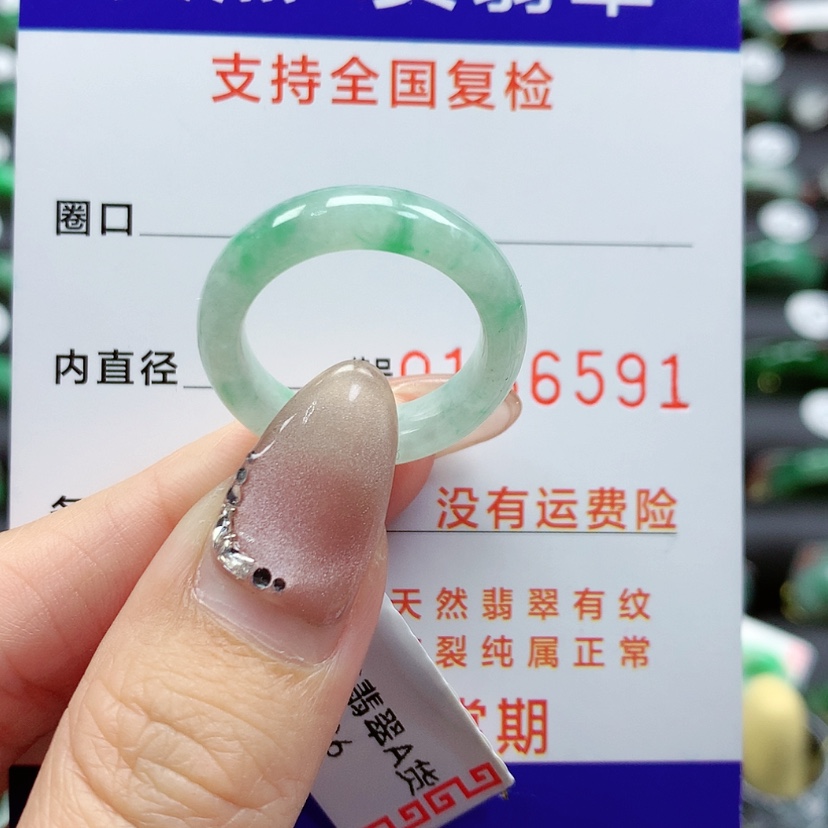 支持全国复检
圈口
内直径
6591
没有运费险
天然翡翠有纹
裂纯属正常
期
翡翠A货